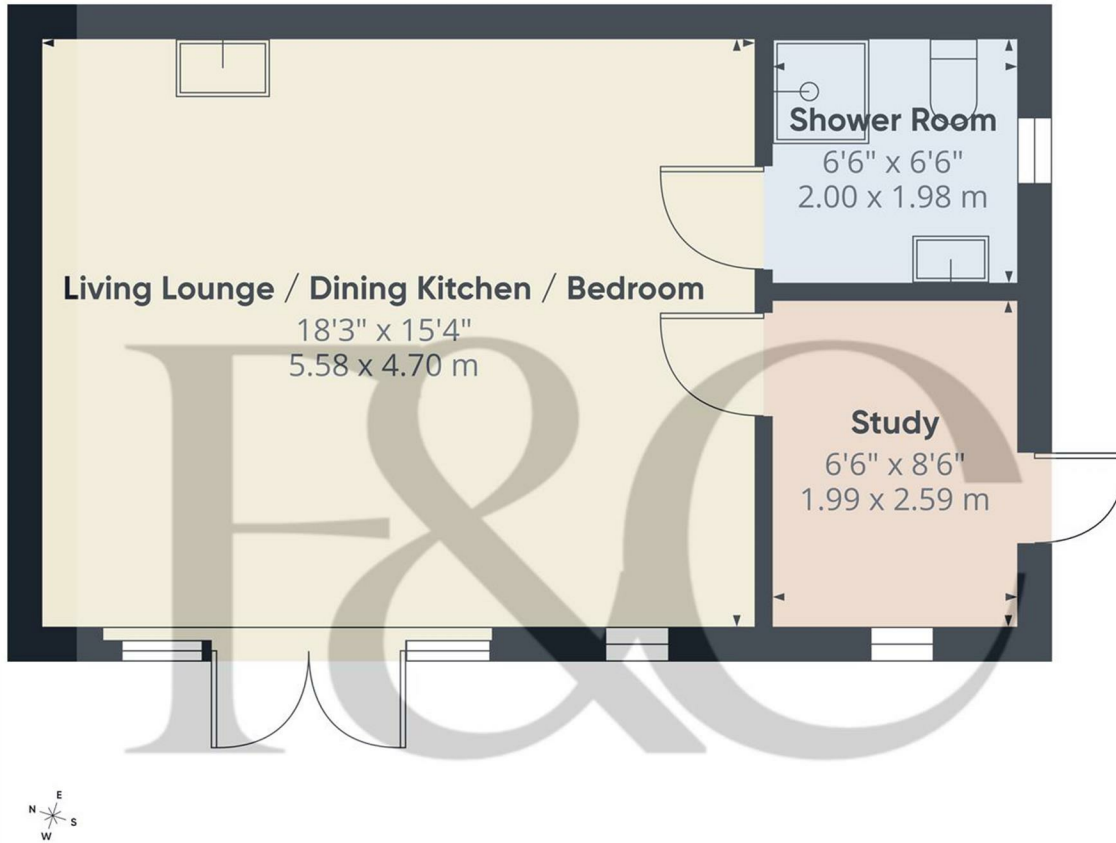 Shower Room
6'6" x 6'6"
2.00 x 1.98 m
Living Lounge / Dining Kitchen / Bedroom
18'3" x 15'4"
5.58 x 4.70 m
Study
6'6" x 8'6"
1.99 x 2.59 m
F&C
E
N
S
W